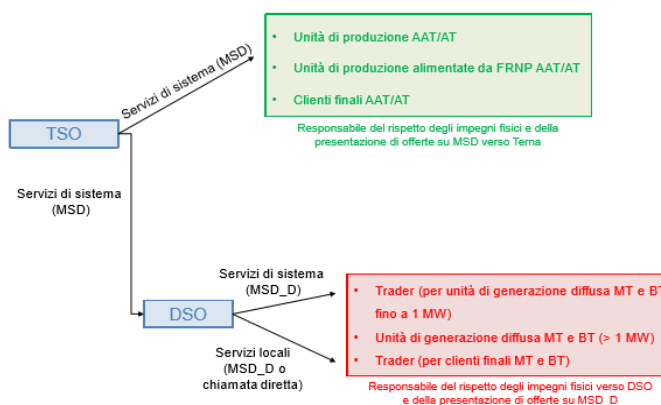 Servizi di sistema (MSD)
• Unità di produzione AAT/AT
• Unità di produzione alimentate da FRNP AAT/AT
• Clienti finali AAT/AT
Responsabile del rispetto degli impegni fisici e della
presentazione di offerte su MSD verso Terna
TSO
Servizi di sistema
(MSD)
DSO
Servizi di sistema
(MSD_D)
Servizi locali
(MSD_D o
chiamata diretta)
• Trader (per unità di generazione diffusa MT e BT
fino a 1 MW)
• Unità di generazione diffusa MT e BT (> 1 MW)
• Trader (per clienti finali MT e BT)
Responsabile del rispetto degli impegni fisici verso DSO
e della presentazione di offerte su MSD_D